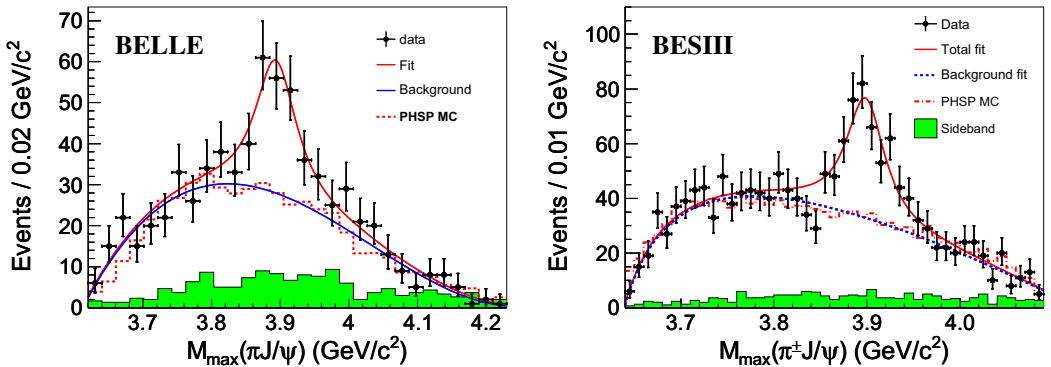 BELLE
data
Fit
Background
PHSP MC
Events / 0.02 GeV/c²
70
60
50
40
30
20
10
0
3.7 3.8 3.9 4 4.1 4.2
M_max(πJ/ψ) (GeV/c²)
BESIII
Data
Total fit
Background fit
PHSP MC
Sideband
Events / 0.01 GeV/c²
100
80
60
40
20
0
3.7 3.8 3.9 4.0
M_max(π±J/ψ) (GeV/c²)